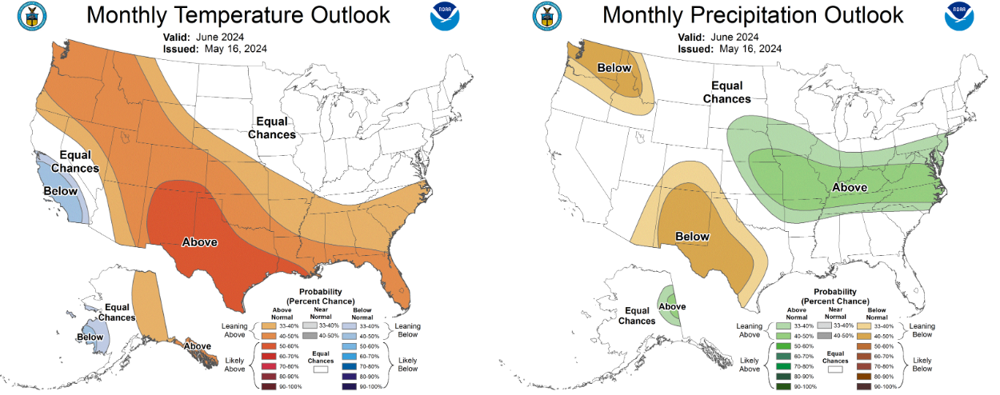 Monthly Temperature Outlook
NOAA
Valid: June 2024
Issued: May 16, 2024
Equal
Chances
Equal
Chances
Below
Above
Equal
Chances
Below
Above
Probability
(Percent Chance)
Above
Normal
Near
Normal
Below
Normal
Leaning
Above
33-40%
33-40%
33-40%
Leaning
Below
40-50%
40-50%
40-50%
50-60%
50-60%
60-70%
Equal
Chances
60-70%
Likely
Above
70-80%
70-80%
Likely
Below
80-90%
80-90%
90-100%
90-100%
Monthly Precipitation Outlook
NOAA
Valid: June 2024
Issued: May 16, 2024
Below
Equal
Chances
Above
Below
Equal
Chances
Above
Probability
(Percent Chance)
Above
Normal
Near
Normal
Below
Normal
Leaning
Above
33-40%
33-40%
33-40%
Leaning
Below
40-50%
40-50%
40-50%
50-60%
50-60%
60-70%
Equal
Chances
60-70%
Likely
Above
70-80%
70-80%
Likely
Below
80-90%
80-90%
90-100%
90-100%